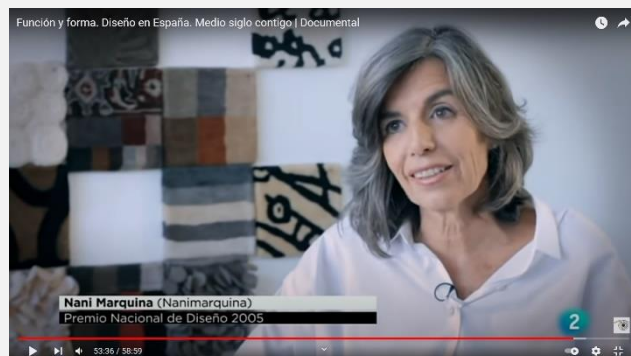 Función y forma. Diseño en España. Medio siglo contigo | Documental
Nani Marquina (Nanimarquina)
Premio Nacional de Diseño 2005
2
53:36 / 58:59